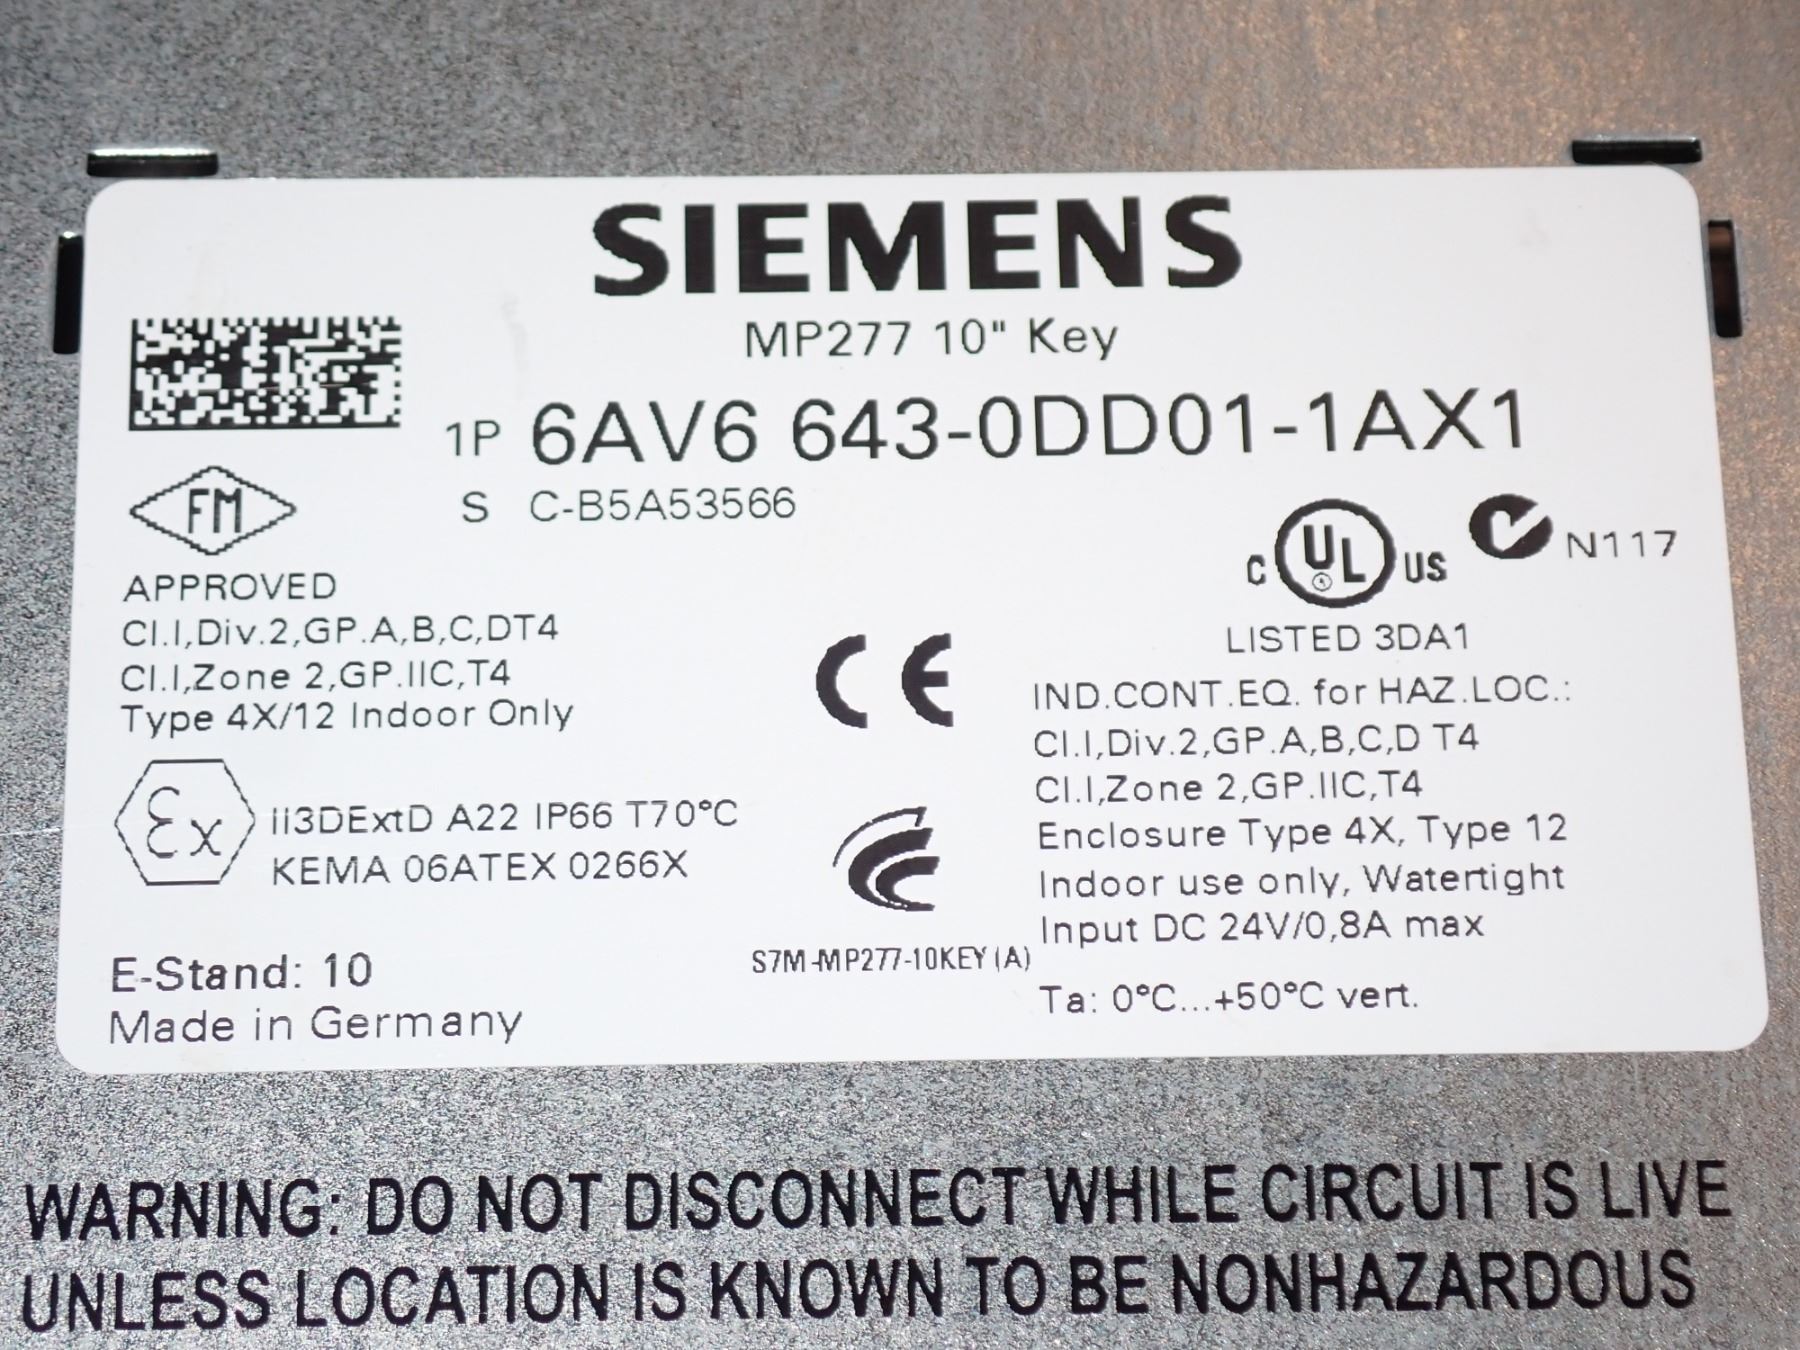 SIEMENS
MP277 10" Key
1P 6AV6 643-0DD01-1AX1
S C-B5A53566
FM
APPROVED
Cl.I,Div.2,GP.A,B,C,DT4
Cl.I,Zone 2,GP.IIC,T4
Type 4X/12 Indoor Only
Ex
II3DExtD A22 IP66 T70°C
KEMA 06ATEX 0266X
E-Stand: 10
Made in Germany
CE
S7M-MP277-10KEY(A)
C UL US
N117
LISTED 3DA1
IND.CONT.EQ. for HAZ.LOC.:
Cl.I,Div.2,GP.A,B,C,D T4
Cl.I,Zone 2,GP.IIC,T4
Enclosure Type 4X, Type 12
Indoor use only, Watertight
Input DC 24V/0,8A max
Ta: 0°C...+50°C vert.
WARNING: DO NOT DISCONNECT WHILE CIRCUIT IS LIVE
UNLESS LOCATION IS KNOWN TO BE NONHAZARDOUS